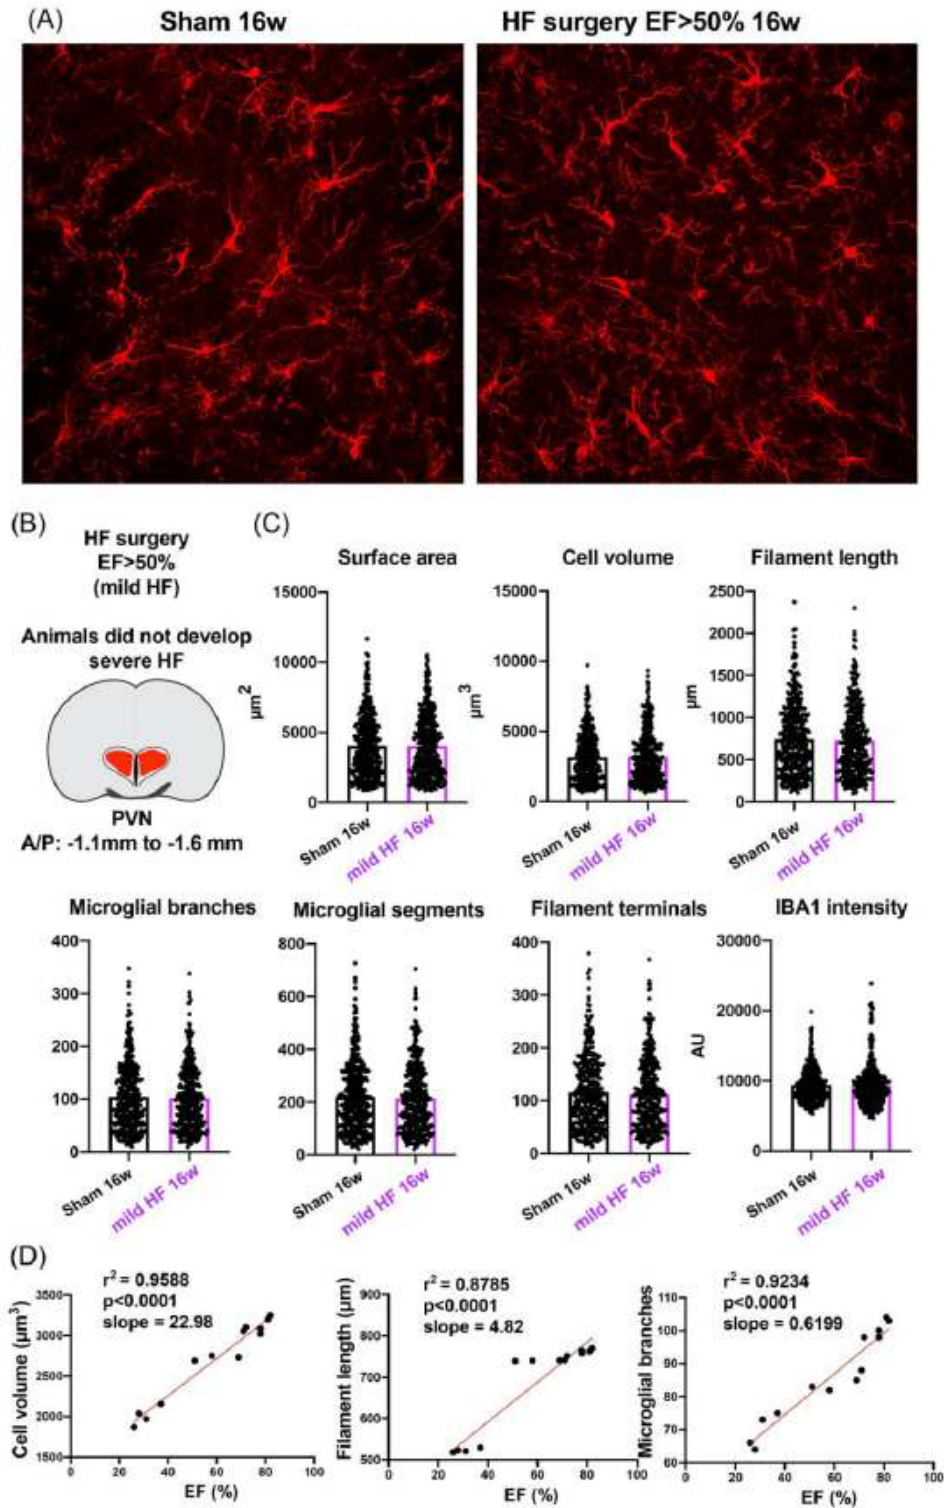 (A) Sham 16w HF surgery EF>50% 16w
(B)
HF surgery
EF>50%
(mild HF)
Animals did not develop
severe HF
PVN
A/P: -1.1mm to -1.6 mm
(C)
Surface area
15000
10000
5000
0
µm²
Sham 16w
mild HF 16w
Cell volume
15000
10000
5000
0
µm³
Sham 16w
mild HF 16w
Filament length
2500
2000
1500
1000
500
0
µm
Sham 16w
mild HF 16w
Microglial branches
400
300
200
100
0
Sham 16w
mild HF 16w
Microglial segments
800
600
400
200
0
Sham 16w
mild HF 16w
Filament terminals
400
300
200
100
0
Sham 16w
mild HF 16w
IBA1 intensity
30000
20000
10000
0
AU
Sham 16w
mild HF 16w
(D)
r² = 0.9588
p<0.0001
slope = 22.98
Cell volume (µm³)
3500
3000
2500
2000
1500
0 20 40 60 80 100
EF (%)
r² = 0.8785
p<0.0001
slope = 4.82
Filament length (µm)
900
800
700
600
500
0 20 40 60 80 100
EF (%)
r² = 0.9234
p<0.0001
slope = 0.6199
Microglial branches
110
100
90
80
70
60
0 20 40 60 80 100
EF (%)